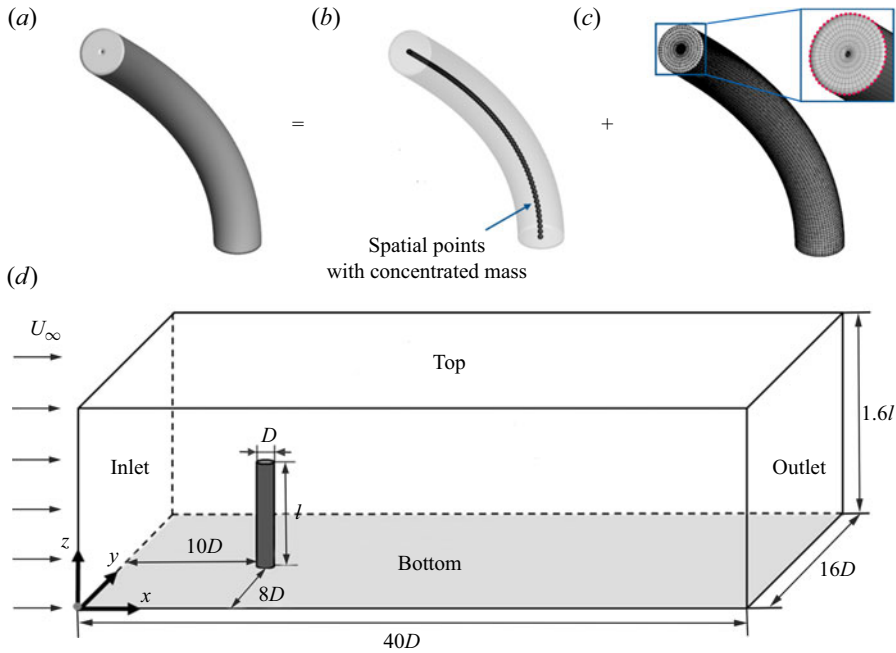 (a)
(b)
(c)
=
+
Spatial points
with concentrated mass
(d)
U∞
Top
1.6l
D
Inlet
Outlet
l
z
y
10D
Bottom
16D
8D
x
40D